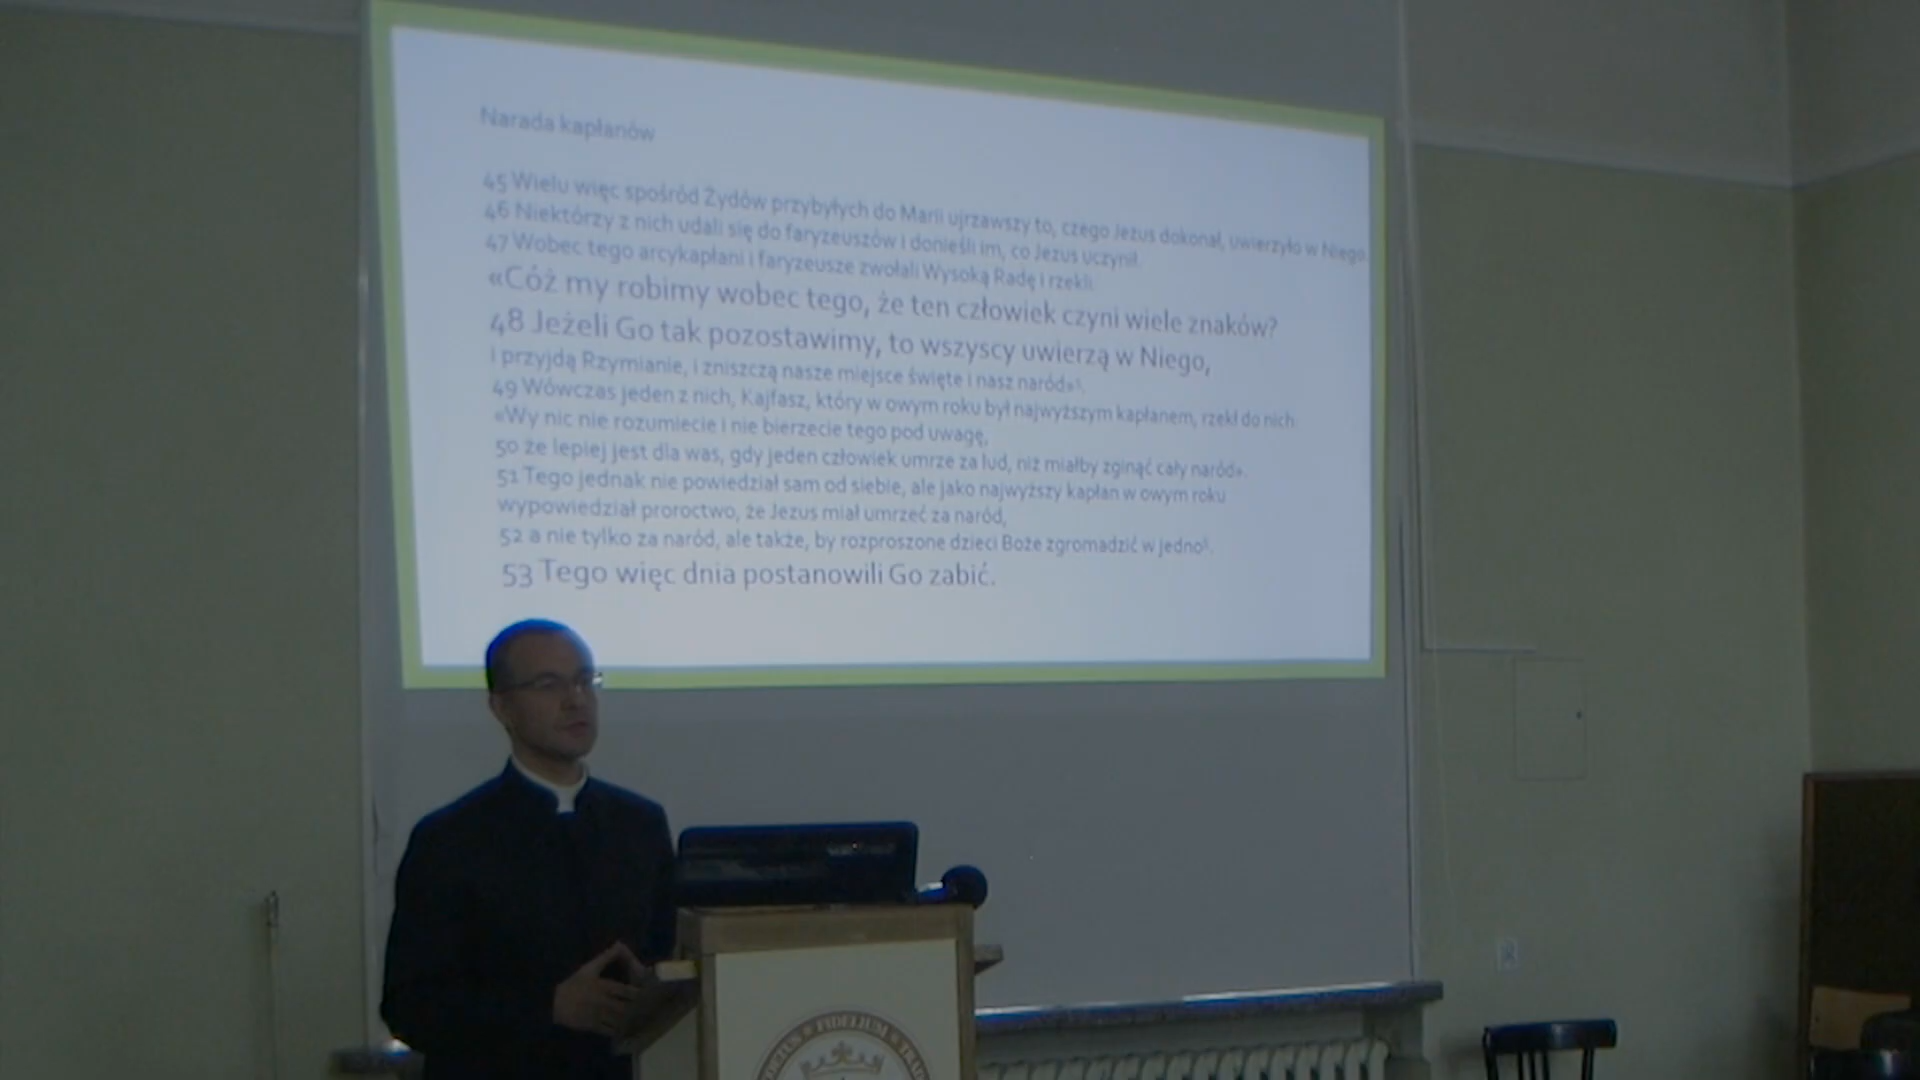 Narada kapłanów
45 Wielu więc spośród Żydów przybyłych do Marii ujrzawszy to, czego Jezus dokonał, uwierzyło w Niego.
46 Niektórzy z nich udali się do faryzeuszów i donieśli im, co Jezus uczynił.
47 Wobec tego arcykapłani i faryzeusze zwołali Wysoką Radę i rzekli:
«Cóż my robimy wobec tego, że ten człowiek czyni wiele znaków?
48 Jeżeli Go tak pozostawimy, to wszyscy uwierzą w Niego,
i przyjdą Rzymianie, i zniszczą nasze miejsce święte i nasz naród»⁵.
49 Wówczas jeden z nich, Kajfasz, który w owym roku był najwyższym kapłanem, rzekł do nich:
«Wy nic nie rozumiecie i nie bierzecie tego pod uwagę,
50 że lepiej jest dla was, gdy jeden człowiek umrze za lud, niż miałby zginąć cały naród».
51 Tego jednak nie powiedział sam od siebie, ale jako najwyższy kapłan w owym roku
wypowiedział proroctwo, że Jezus miał umrzeć za naród,
52 a nie tylko za naród, ale także, by rozproszone dzieci Boże zgromadzić w jedno⁶.
53 Tego więc dnia postanowili Go zabić.
FIDELIUM